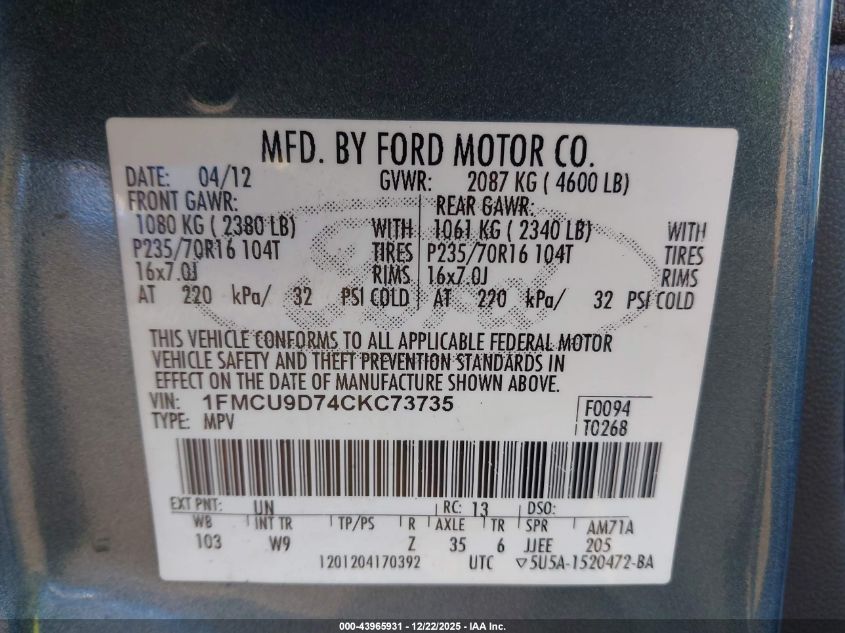 MFD. BY FORD MOTOR CO.
DATE: 04/12 GVWR: 2087 KG ( 4600 LB)
FRONT GAWR: REAR GAWR:
1080 KG ( 2380 LB) WITH 1061 KG ( 2340 LB) WITH
P235/70R16 104T TIRES P235/70R16 104T TIRES
16x7.0J RIMS 16x7.0J RIMS
AT 220 kPa/ 32 PSI COLD AT 220 kPa/ 32 PSI COLD
THIS VEHICLE CONFORMS TO ALL APPLICABLE FEDERAL MOTOR
VEHICLE SAFETY AND THEFT PREVENTION STANDARDS IN
EFFECT ON THE DATE OF MANUFACTURE SHOWN ABOVE.
VIN: 1FMCU9D74CKC73735 F0094
TYPE: MPV T0268
EXT PNT: UN RC: 13 DSO:
WB INT TR TP/PS R AXLE TR SPR AM71A
103 W9 Z 35 6 JJEE 205
1201204170392 UTC ▽5U5A-1520472-BA
000-43965931 - 12/22/2025 - IAA Inc.